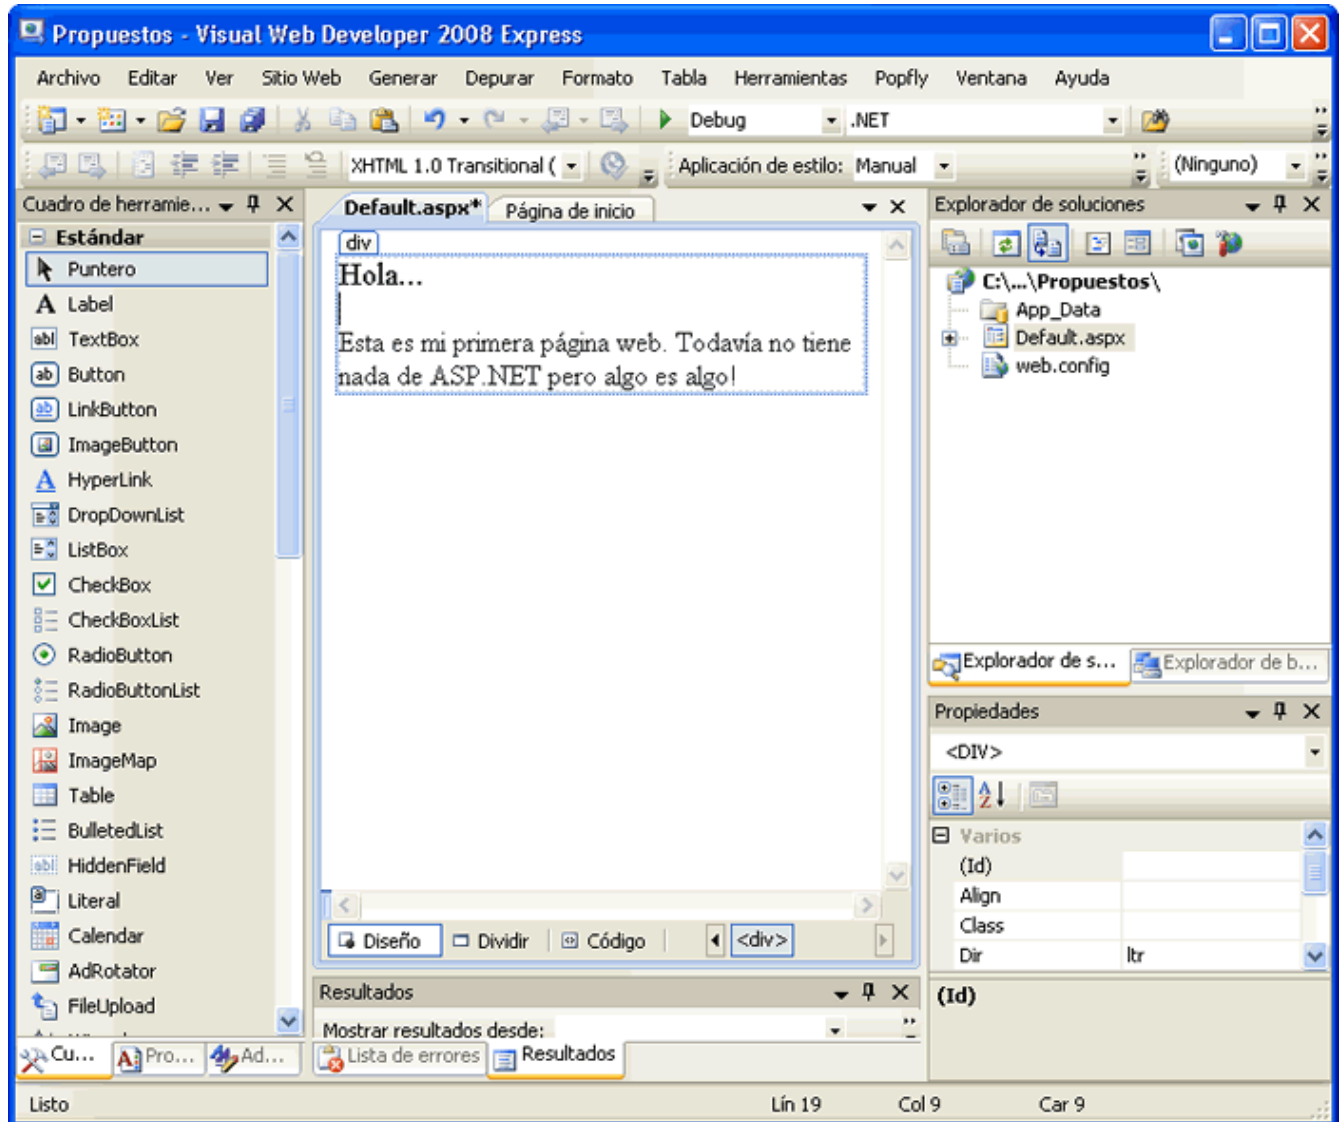 Propuestos - Visual Web Developer 2008 Express
Archivo Editar Ver Sitio Web Generar Depurar Formato Tabla Herramientas Popfly Ventana Ayuda
Debug .NET
XHTML 1.0 Transitional ( Aplicación de estilo: Manual (Ninguno)
Cuadro de herramie...
Estándar
Puntero
Label
TextBox
Button
LinkButton
ImageButton
HyperLink
DropDownList
ListBox
CheckBox
CheckBoxList
RadioButton
RadioButtonList
Image
ImageMap
Table
BulletedList
HiddenField
Literal
Calendar
AdRotator
FileUpload
Cu... Pro... Ad...
Default.aspx* Página de inicio
div
Hola...
Esta es mi primera página web. Todavía no tiene
nada de ASP.NET pero algo es algo!
Diseño Dividir Código <div>
Resultados
Mostrar resultados desde:
Lista de errores Resultados
Explorador de soluciones
C:\...\Propuestos\
App_Data
Default.aspx
web.config
Explorador de s... Explorador de b...
Propiedades
<DIV>
Varios
(Id)
Align
Class
Dir ltr
(Id)
Listo Lín 19 Col 9 Car 9